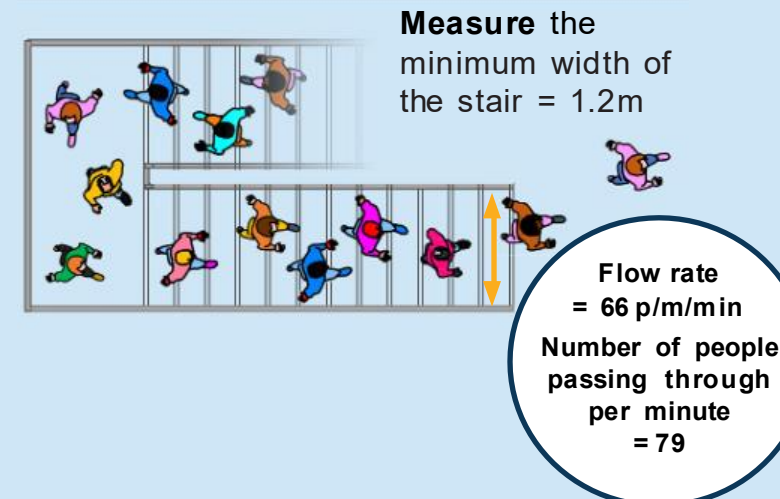 Measure the
minimum width of
the stair = 1.2m
Flow rate
= 66 p/m/min
Number of people
passing through
per minute
= 79